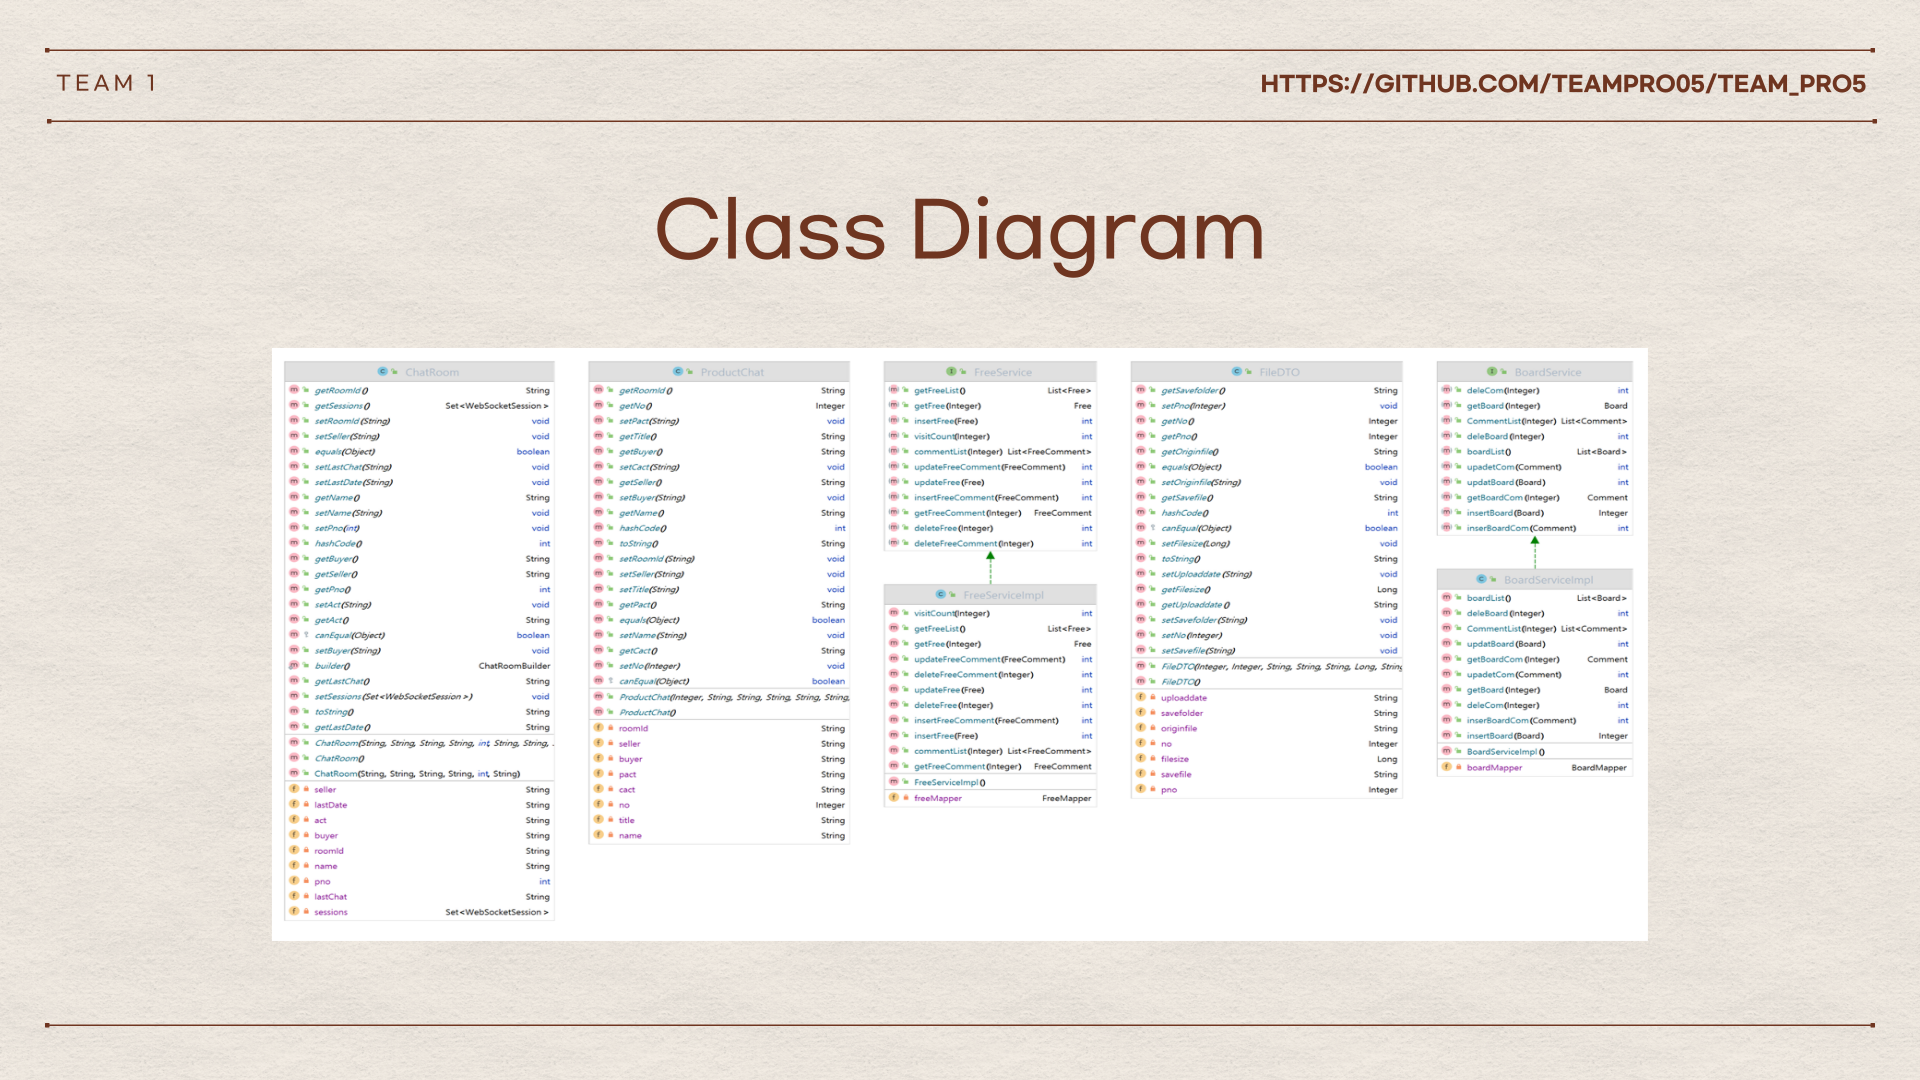 TEAM 1
HTTPS://GITHUB.COM/TEAMPRO05/TEAM_PRO5
Class Diagram
ChatRoom
getRoomId() String
getSessions() Set<WebSocketSession>
setRoomId(String) void
setSeller(String) void
equals(Object) boolean
setLastChat(String) void
setLastDate(String) void
getName() String
setName(String) void
setPno(int) void
hashCode() int
getBuyer() String
getSeller() String
getPno() int
setAct(String) void
getAct() String
canEqual(Object) boolean
setBuyer(String) void
builder() ChatRoomBuilder
getLastChat() String
setSessions(Set<WebSocketSession>) void
toString() String
getLastDate() String
ChatRoom(String, String, String, String, int, String, String, .
ChatRoom()
ChatRoom(String, String, String, String, int, String)
seller String
lastDate String
act String
buyer String
roomId String
name String
pno int
lastChat String
sessions Set<WebSocketSession>
ProductChat
getRoomId() String
getNo() Integer
setPact(String) void
getTitle() String
getBuyer() String
setCact(String) void
getSeller() String
setBuyer(String) void
getName() String
hashCode() int
toString() String
setRoomId(String) void
setSeller(String) void
setTitle(String) void
getPact() String
equals(Object) boolean
setName(String) void
getCact() String
setNo(Integer) void
canEqual(Object) boolean
ProductChat(Integer, String, String, String, String, String,
ProductChat()
roomId String
seller String
buyer String
pact String
cact String
no Integer
title String
name String
FreeService
getFreeList() List<Free>
getFree(Integer) Free
insertFree(Free) int
visitCount(Integer) int
commentList(Integer) List<FreeComment>
updateFreeComment(FreeComment) int
updateFree(Free) int
insertFreeComment(FreeComment) int
getFreeComment(Integer) FreeComment
deleteFree(Integer) int
deleteFreeComment(Integer) int
FreeServiceImpl
visitCount(Integer) int
getFreeList() List<Free>
getFree(Integer) Free
updateFreeComment(FreeComment) int
deleteFreeComment(Integer) int
updateFree(Free) int
deleteFree(Integer) int
insertFreeComment(FreeComment) int
insertFree(Free) int
commentList(Integer) List<FreeComment>
getFreeComment(Integer) FreeComment
FreeServiceImpl()
freeMapper FreeMapper
FileDTO
getSavefolder() String
setPno(Integer) void
getNo() Integer
getPno() Integer
getOriginfile() String
equals(Object) boolean
setOriginfile(String) void
getSavefile() String
hashCode() int
canEqual(Object) boolean
setFilesize(Long) void
toString() String
setUploaddate(String) void
getFilesize() Long
getUploaddate() String
setSavefolder(String) void
setNo(Integer) void
setSavefile(String) void
FileDTO(Integer, Integer, String, String, String, Long, String
FileDTO()
uploaddate String
savefolder String
originfile String
no Integer
filesize Long
savefile String
pno Integer
BoardService
deleCom(Integer) int
getBoard(Integer) Board
CommentList(Integer) List<Comment>
deleBoard(Integer) int
boardList() List<Board>
upadetCom(Comment) int
updatBoard(Board) int
getBoardCom(Integer) Comment
insertBoard(Board) Integer
inserBoardCom(Comment) int
BoardServiceImpl
boardList() List<Board>
deleBoard(Integer) int
CommentList(Integer) List<Comment>
updatBoard(Board) int
getBoardCom(Integer) Comment
upadetCom(Comment) int
getBoard(Integer) Board
deleCom(Integer) int
inserBoardCom(Comment) int
insertBoard(Board) Integer
BoardServiceImpl()
boardMapper BoardMapper